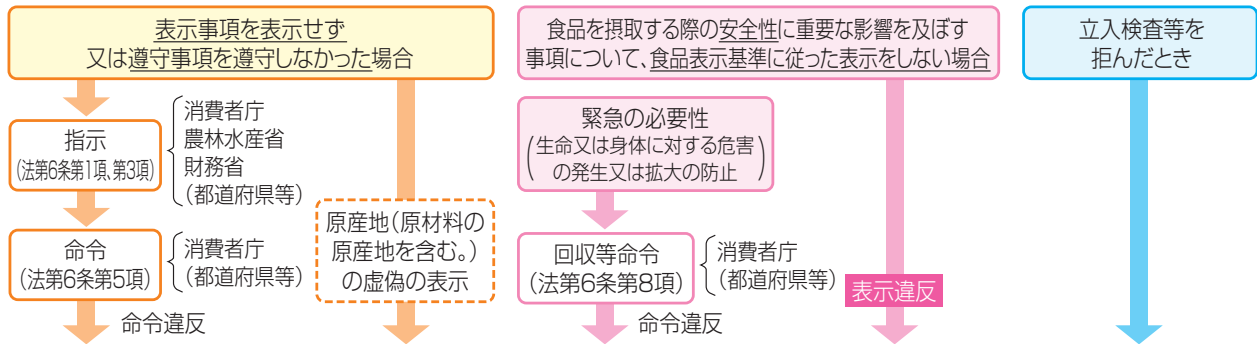 表示事項を表示せず
又は遵守事項を遵守しなかった場合
指示
(法第6条第1項、第3項)
消費者庁
農林水産省
財務省
(都道府県等)
命令
(法第6条第5項)
消費者庁
(都道府県等)
命令違反
原産地(原材料の
原産地を含む。)
の虚偽の表示
食品を摂取する際の安全性に重要な影響を及ぼす
事項について、食品表示基準に従った表示をしない場合
緊急の必要性
(生命又は身体に対する危害
の発生又は拡大の防止)
回収等命令
(法第6条第8項)
消費者庁
(都道府県等)
命令違反
表示違反
立入検査等を
拒んだとき